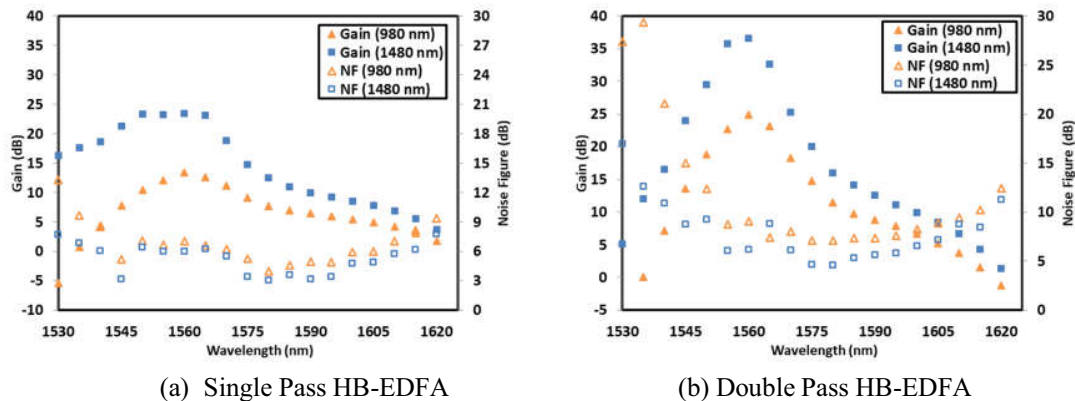 40
35
30
25
20
15
10
5
0
-5
-10
Gain (dB)
30
27
24
21
18
15
12
9
6
3
0
Noise Figure (dB)
Gain (980 nm)
Gain (1480 nm)
NF (980 nm)
NF (1480 nm)
1530 1545 1560 1575 1590 1605 1620
Wavelength (nm)
(a) Single Pass HB-EDFA
40
35
30
25
20
15
10
5
0
-5
Gain (dB)
30
25
20
15
10
5
0
Noise Figure (dB)
Gain (980 nm)
Gain (1480 nm)
NF (980 nm)
NF (1480 nm)
1530 1545 1560 1575 1590 1605 1620
Wavelength (nm)
(b) Double Pass HB-EDFA